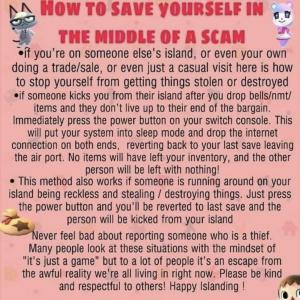 HOW TO SAVE YOURSELF IN
THE MIDDLE OF A SCAM
•if you're on someone else's island, or even your own
doing a trade/sale, or even just a casual visit here is how
to stop yourself from getting things stolen or destroyed
•if someone kicks you from their island after you drop bells/nmt/
items and they don't live up to their end of the bargain.
Immediately press the power button on your switch console. This
will put your system into sleep mode and drop the internet
connection on both ends, reverting back to your last save leaving
the air port. No items will have left your inventory, and the other
person will be left with nothing!
• This method also works if someone is running around on your
island being reckless and stealing / destroying things. Just press
the power button and you'll be reverted to last save and the
person will be kicked from your island
Never feel bad about reporting someone who is a thief.
Many people look at these situations with the mindset of
"it's just a game" but to a lot of people it's an escape from
the awful reality we're all living in right now. Please be kind
and respectful to others! Happy Islanding !